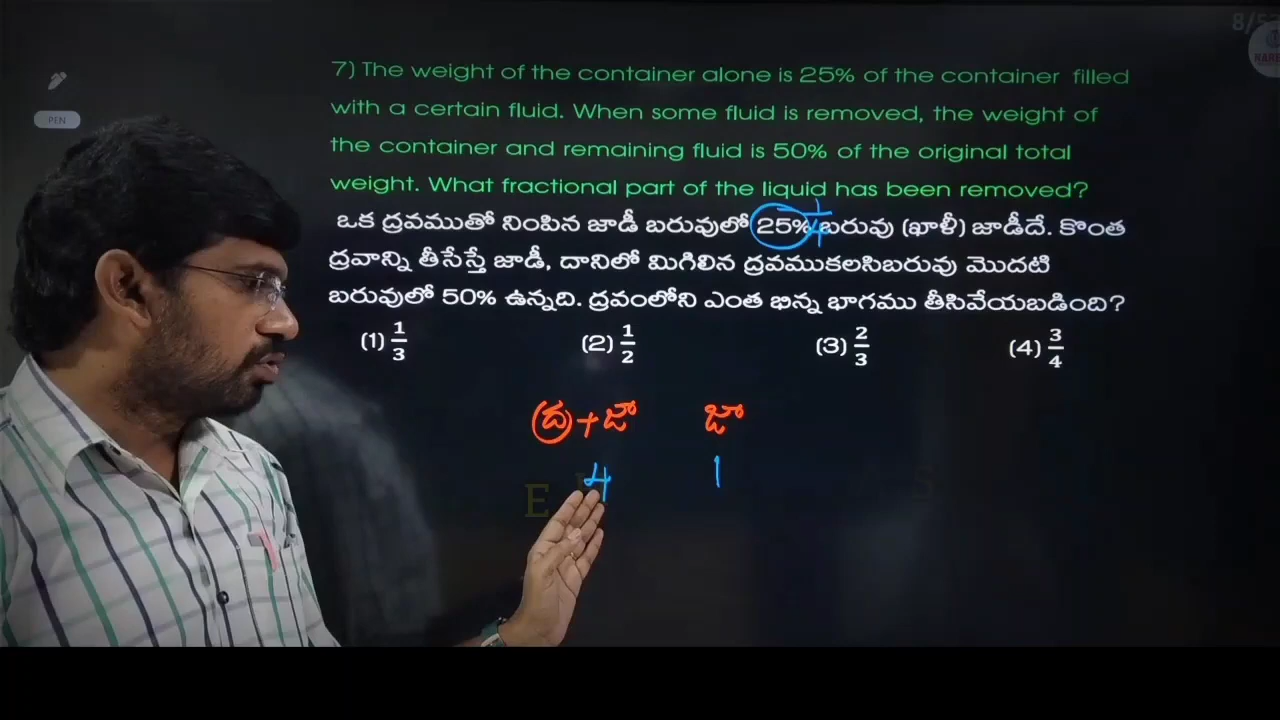 8/5
PEN
7) The weight of the container alone is 25% of the container filled
with a certain fluid. When some fluid is removed, the weight of
the container and remaining fluid is 50% of the original total
weight. What fractional part of the liquid has been removed?
ఒక ద్రవముతో నింపిన జాడీ బరువులో 25% 1/4 బరువు (ఖాళీ) జాడీదే. కొంత
ద్రవాన్ని తీసేస్తే జాడీ, దానిలో మిగిలిన ద్రవముకలసిబరువు మొదటి
బరువులో 50% ఉన్నది. ద్రవంలోని ఎంత భిన్న భాగము తీసివేయబడింది?
(1) 1/3 (2) 1/2 (3) 2/3 (4) 3/4
ద్ర + జా జా
4 1
E